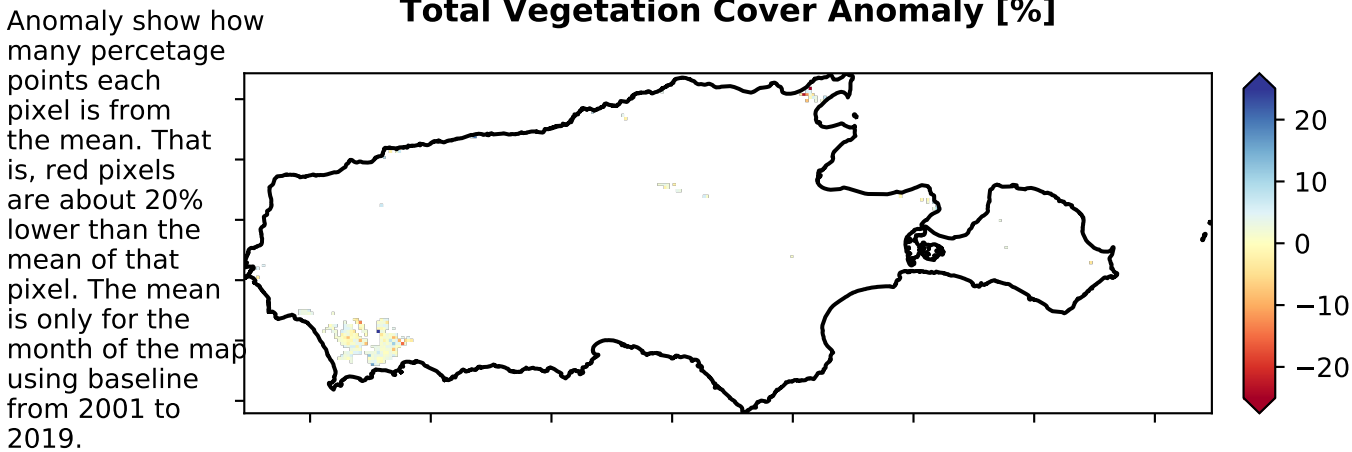 Total Vegetation Cover Anomaly [%]
Anomaly show how
many percetage
points each
pixel is from
the mean. That
is, red pixels
are about 20%
lower than the
mean of that
pixel. The mean
is only for the
month of the map
using baseline
from 2001 to
2019.
20
10
0
−10
−20